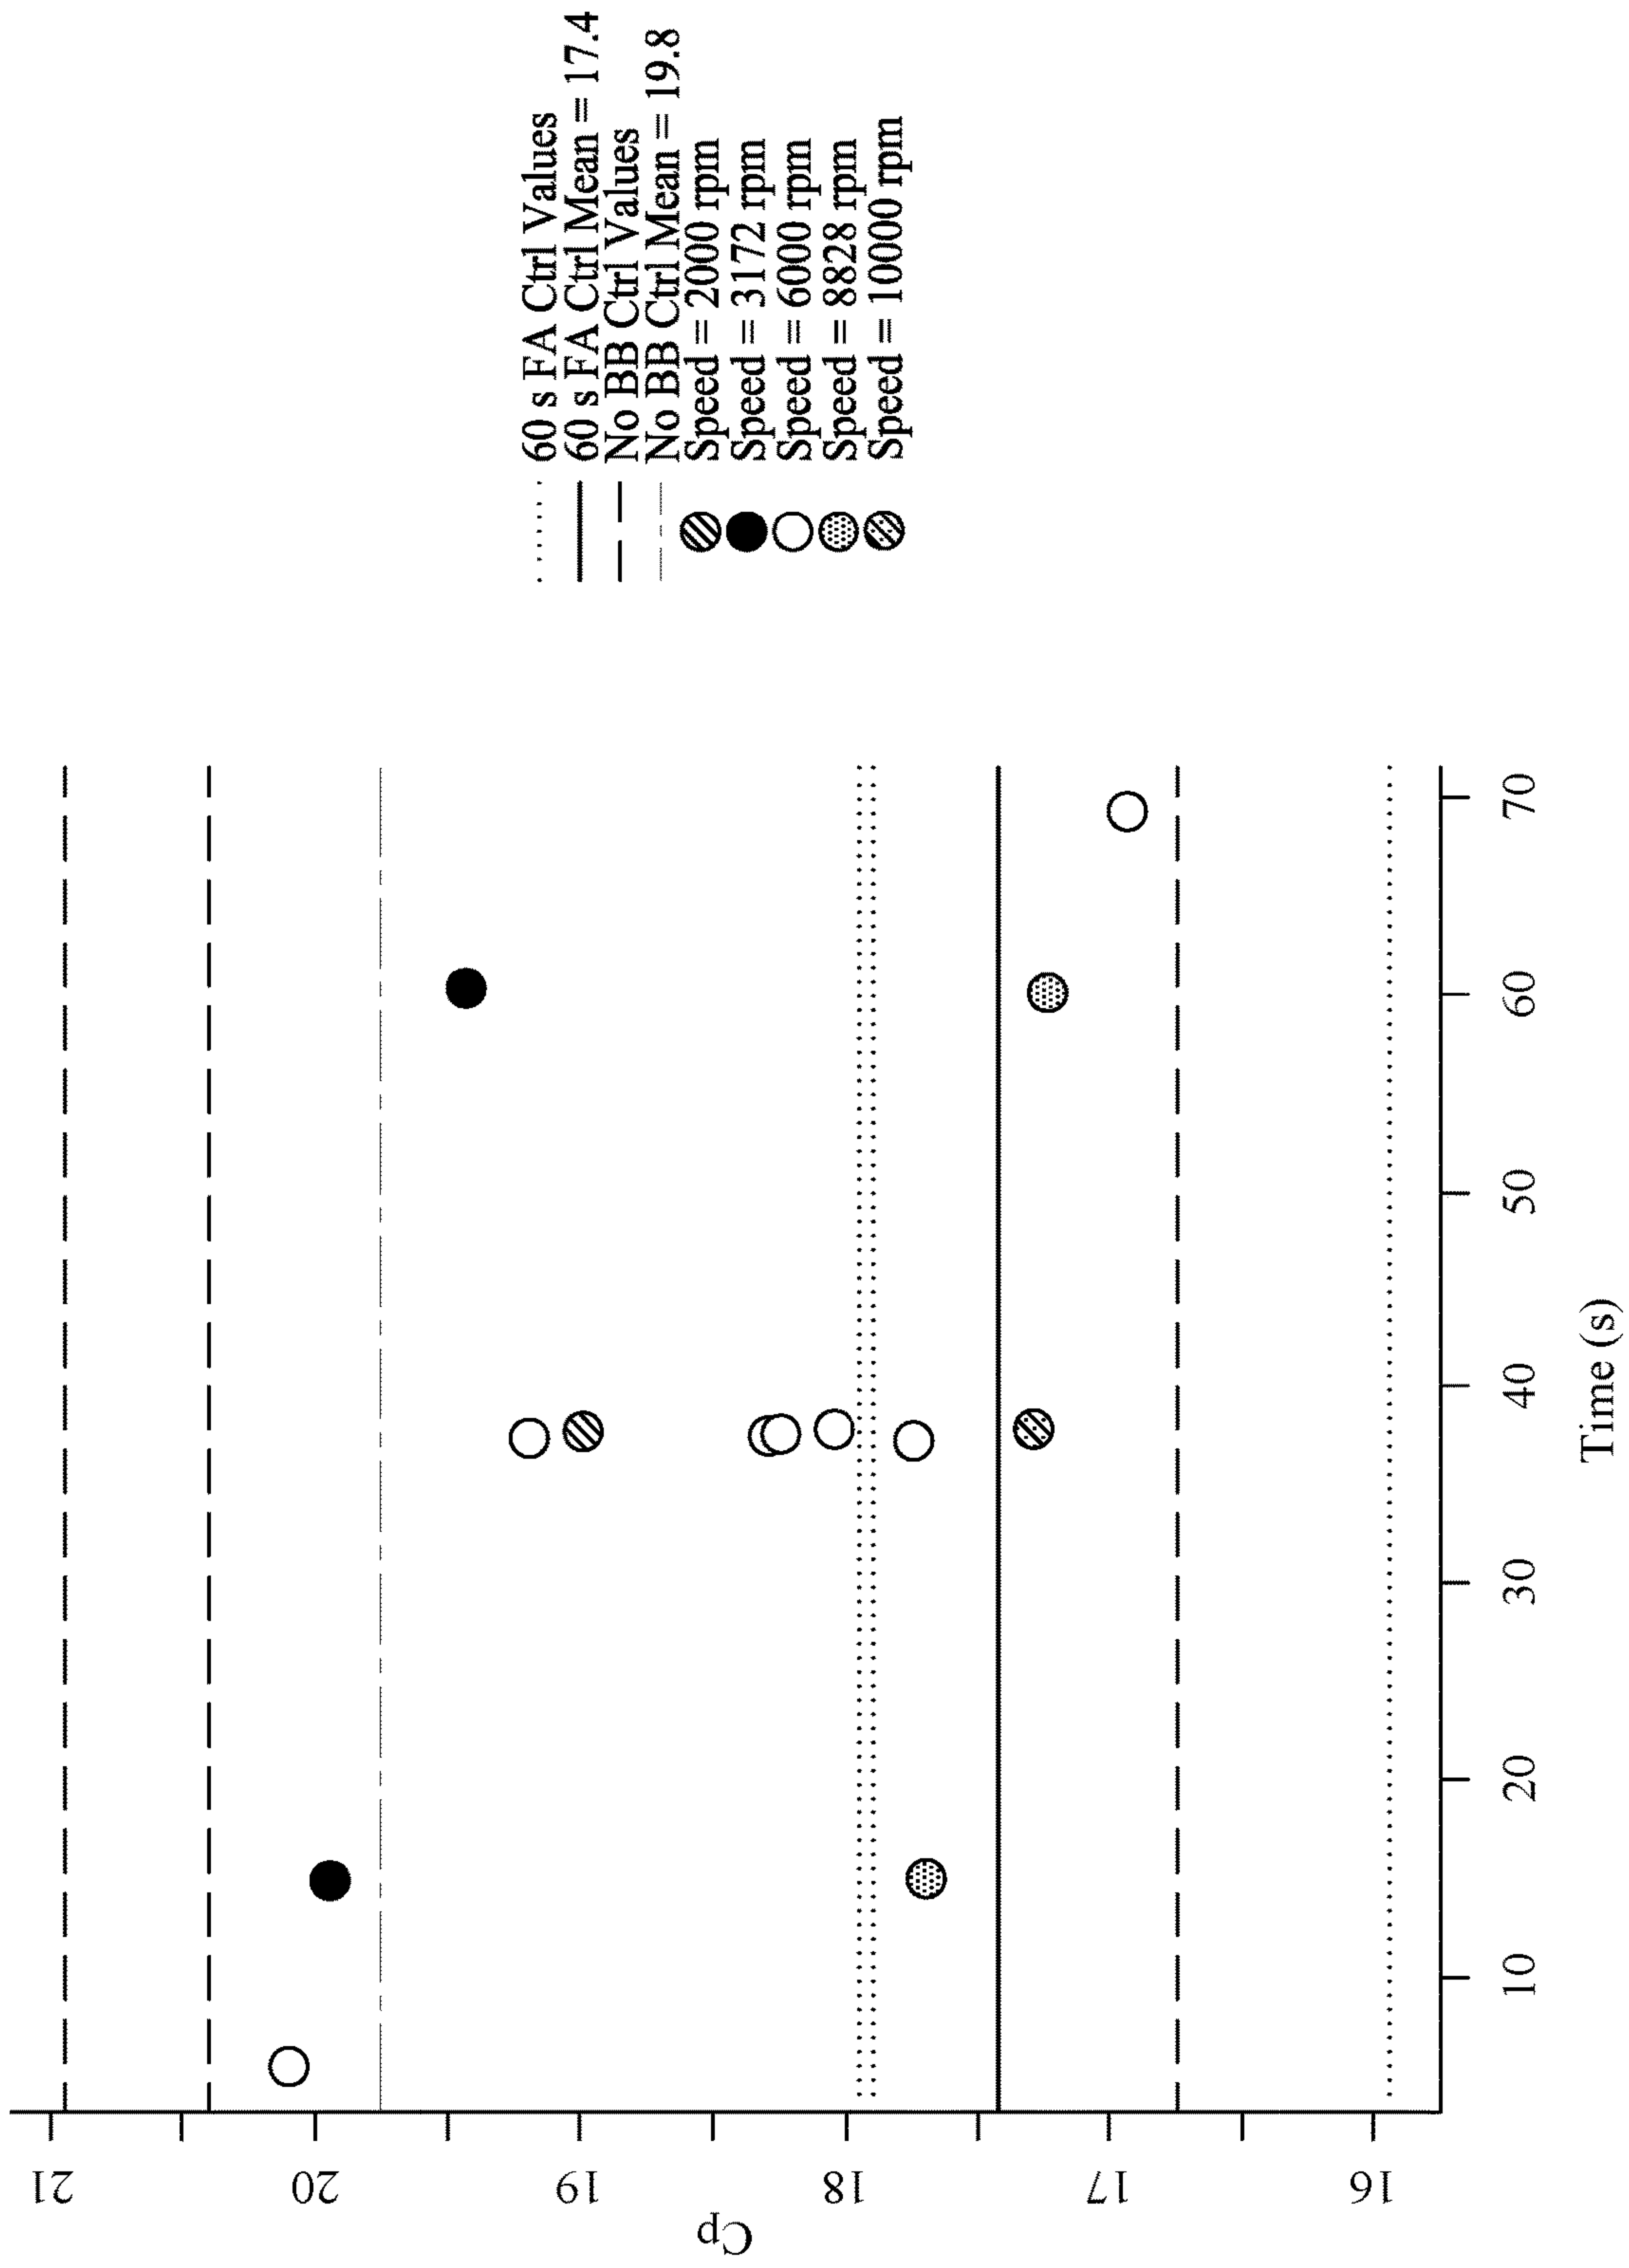 60 s FA Ctrl Values
60 s FA Ctrl Mean = 17.4
No BB Ctrl Values
No BB Ctrl Mean = 19.8
Speed = 2000 rpm
Speed = 3172 rpm
Speed = 6000 rpm
Speed = 8828 rpm
Speed = 10000 rpm
21
20
19
18
17
16
Cp
10 20 30 40 50 60 70
Time (s)